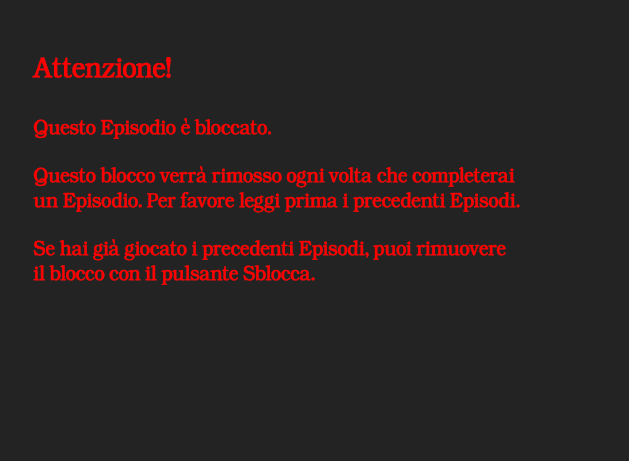 Attenzione!
Questo Episodio è bloccato.
Questo blocco verrà rimosso ogni volta che completerai
un Episodio. Per favore leggi prima i precedenti Episodi.
Se hai già giocato i precedenti Episodi, puoi rimuovere
il blocco con il pulsante Sblocca.